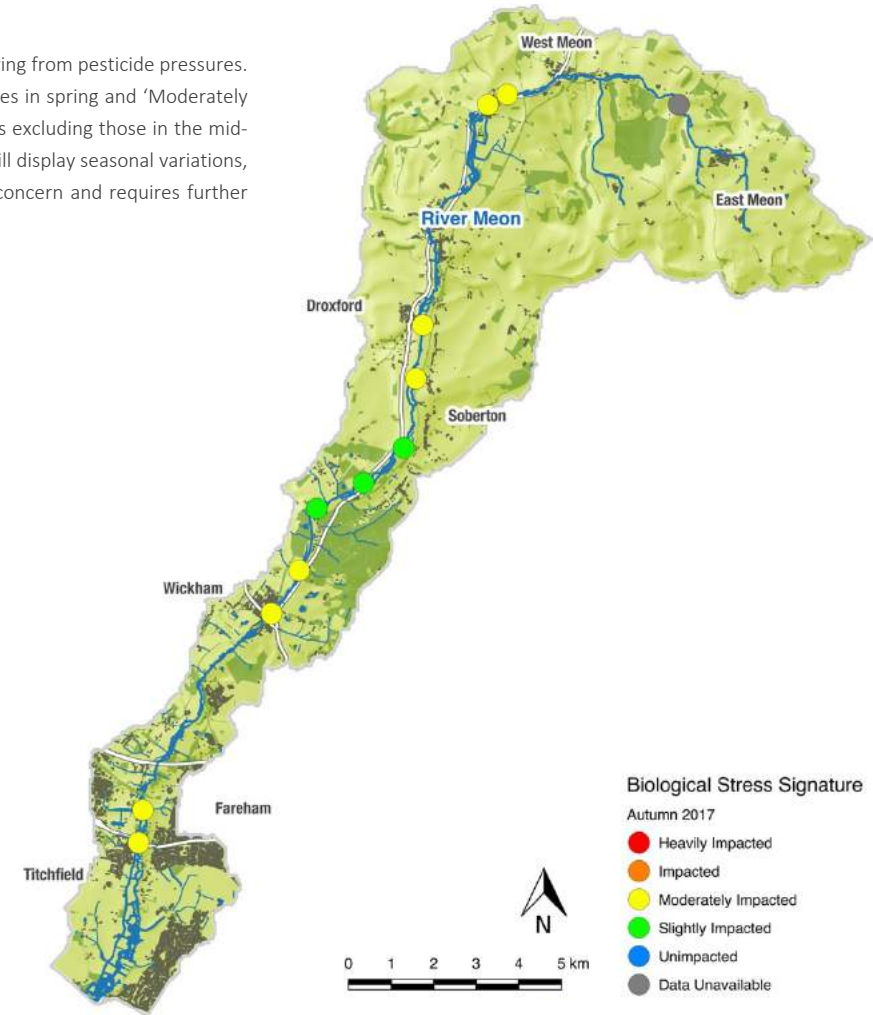 ring from pesticide pressures.
es in spring and ‘Moderately
s excluding those in the mid-
ill display seasonal variations,
concern and requires further
West Meon
East Meon
River Meon
Droxford
Soberton
Wickham
Fareham
Titchfield
Biological Stress Signature
Autumn 2017
Heavily Impacted
Impacted
Moderately Impacted
Slightly Impacted
Unimpacted
Data Unavailable
N
0 1 2 3 4 5 km